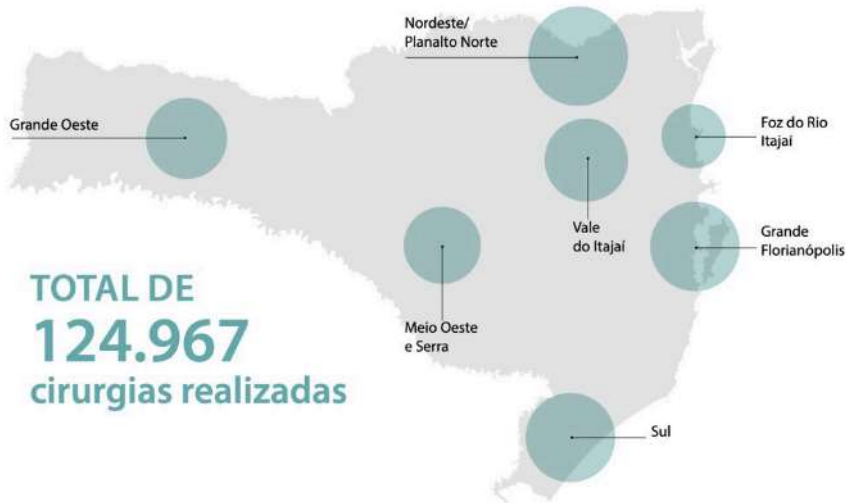 Nordeste/
Planalto Norte
Grande Oeste
Foz do Rio
Itajaí
Vale
do Itajaí
Grande
Florianópolis
TOTAL DE
124.967
cirurgias realizadas
Meio Oeste
e Serra
Sul